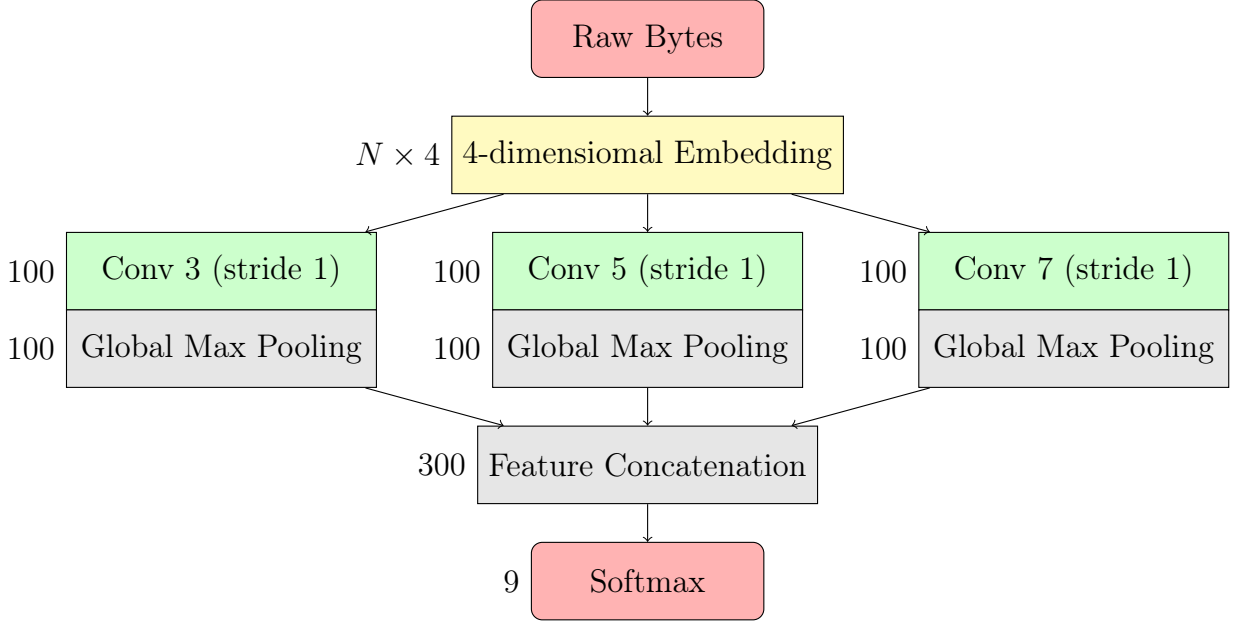 Raw Bytes
N × 4 4-dimensiomal Embedding
100 Conv 3 (stride 1) 100 Conv 5 (stride 1) 100 Conv 7 (stride 1)
100 Global Max Pooling 100 Global Max Pooling 100 Global Max Pooling
300 Feature Concatenation
9 Softmax